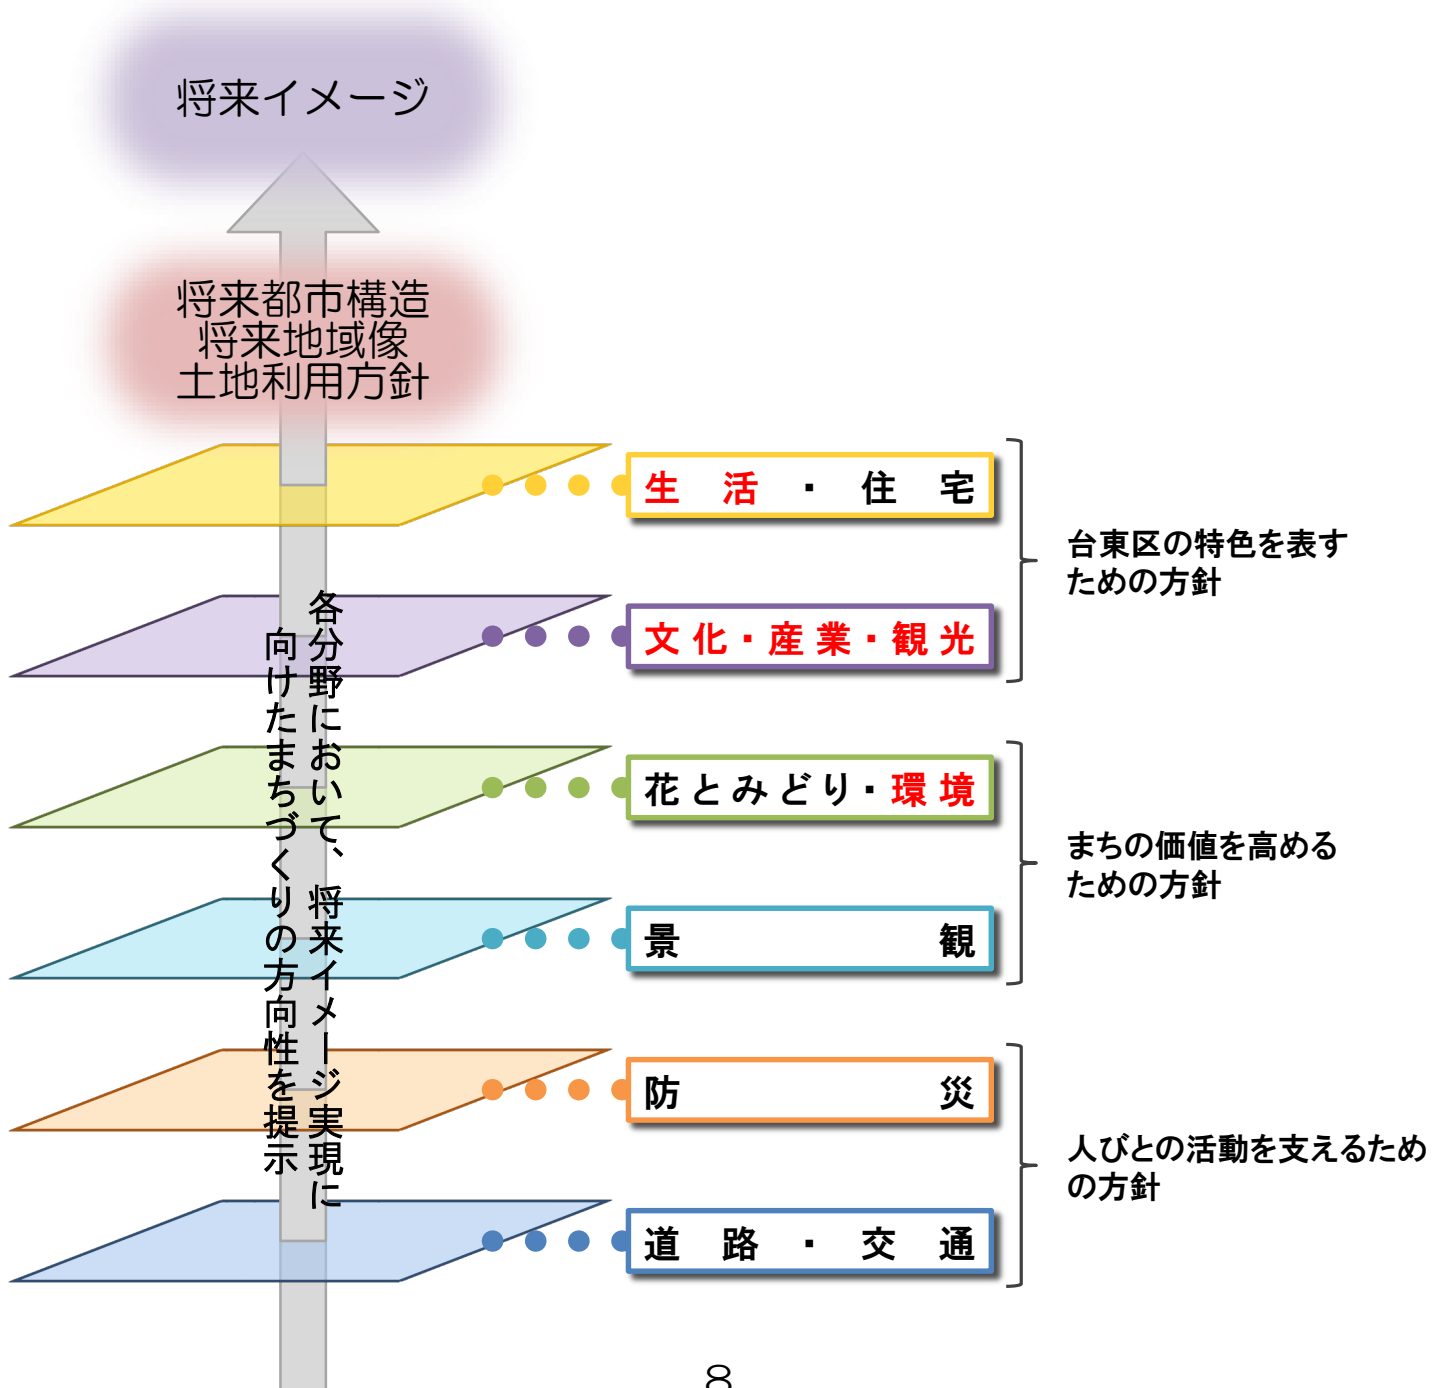 将来イメージ
将来都市構造
将来地域像
土地利用方針
生活・住宅
文化・産業・観光
花とみどり・環境
景観
防災
道路・交通
台東区の特色を表す
ための方針
まちの価値を高める
ための方針
人びとの活動を支えるため
の方針
各分野において、将来イメージ実現に
向けたまちづくりの方向性を提示
8